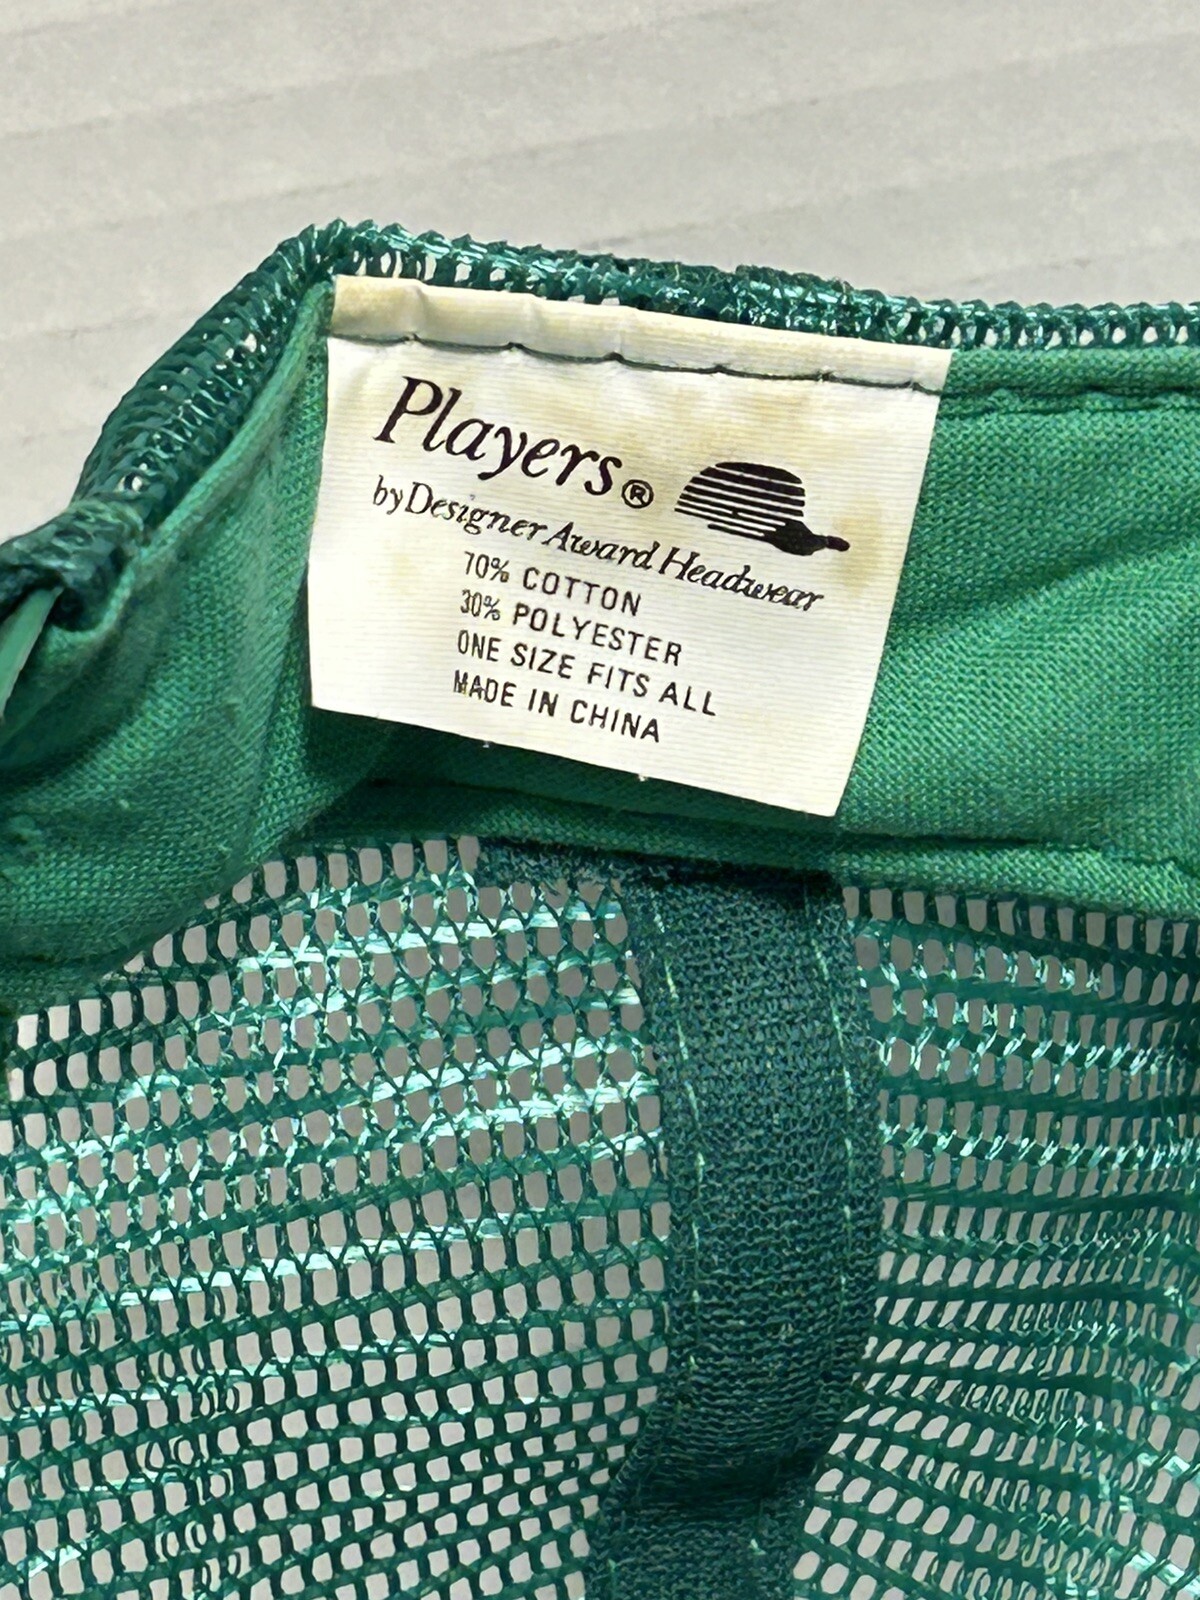 Players®
by Designer Award Headwear
70% COTTON
30% POLYESTER
ONE SIZE FITS ALL
MADE IN CHINA